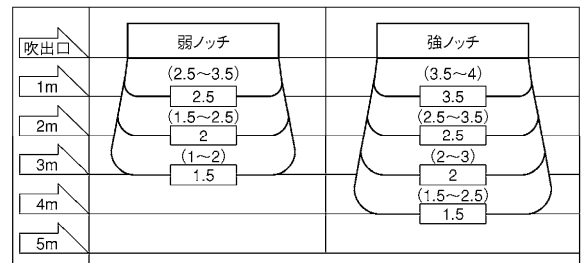 吹出口 弱ノッチ 強ノッチ
(2.5～3.5) (3.5～4)
1m 2.5 3.5
(1.5～2.5) (2.5～3.5)
2m 2 2.5
(1～2) (2～3)
3m 1.5 2
(1.5～2.5)
4m 1.5
5m